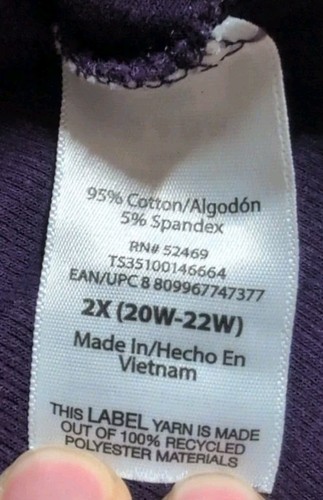 95% Cotton/Algodón
5% Spandex
RN# 52469
TS35100146664
EAN/UPC 8 809967747377
2X (20W-22W)
Made In/Hecho En
Vietnam
THIS LABEL YARN IS MADE
OUT OF 100% RECYCLED
POLYESTER MATERIALS